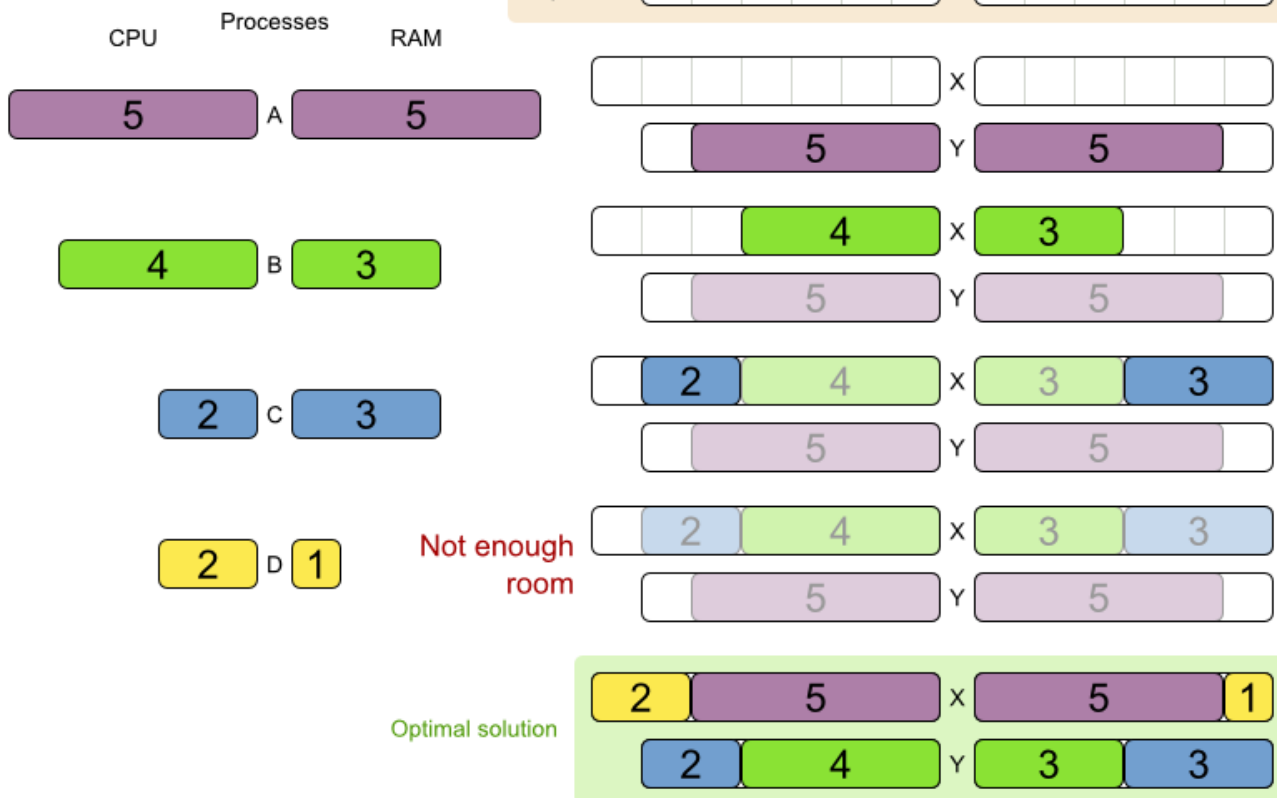 Processes
CPU RAM
X
5 A 5
5 Y 5
4 X 3
4 B 3
5 Y 5
2 4 X 3 3
2 C 3
5 Y 5
2 4 X 3 3
Not enough
room
2 D 1
5 Y 5
2 5 X 5 1
Optimal solution
2 4 Y 3 3